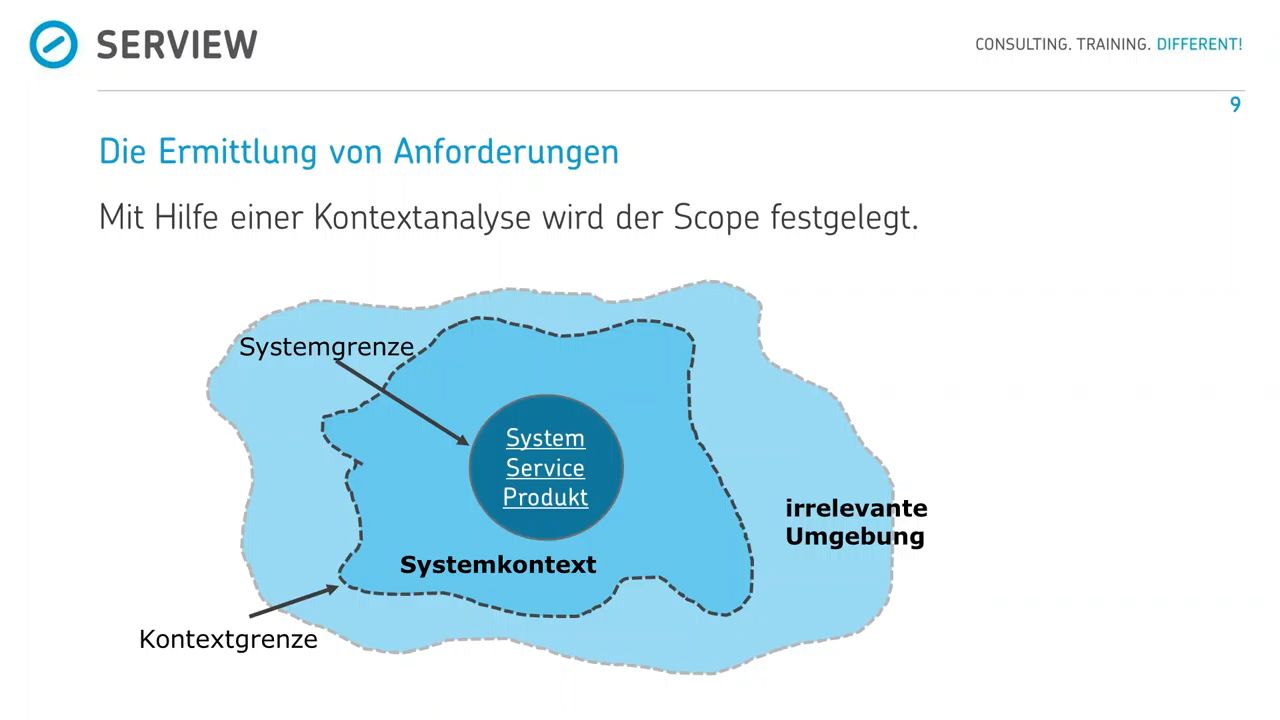 SERVIEW
CONSULTING. TRAINING. DIFFERENT!
9
Die Ermittlung von Anforderungen
Mit Hilfe einer Kontextanalyse wird der Scope festgelegt.
Systemgrenze
System
Service
Produkt
irrelevante
Umgebung
Systemkontext
Kontextgrenze